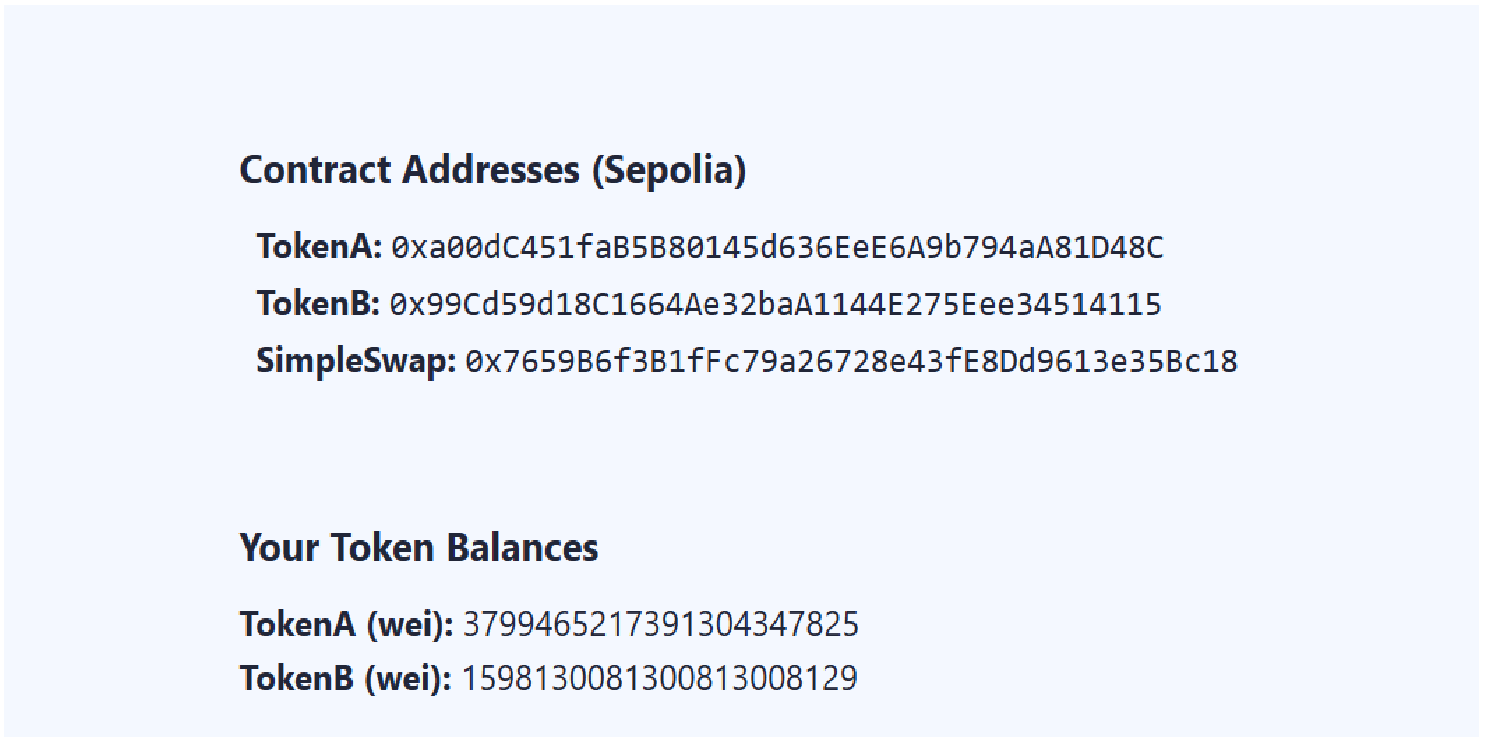 Contract Addresses (Sepolia)
TokenA: 0xa00dC451faB5B80145d636EeE6A9b794aA81D48C
TokenB: 0x99Cd59d18C1664Ae32baA1144E275Eee34514115
SimpleSwap: 0x7659B6f3B1fFc79a26728e43fE8Dd9613e35Bc18
Your Token Balances
TokenA (wei): 3799465217391304347825
TokenB (wei): 1598130081300813008129